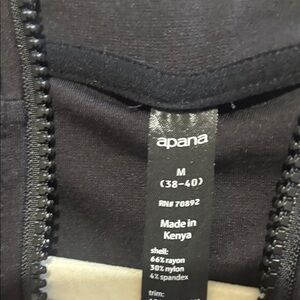 apana
M
(38-40)
RN# 70892
Made in
Kenya
shell:
66% rayon
30% nylon
4% spandex
trim: